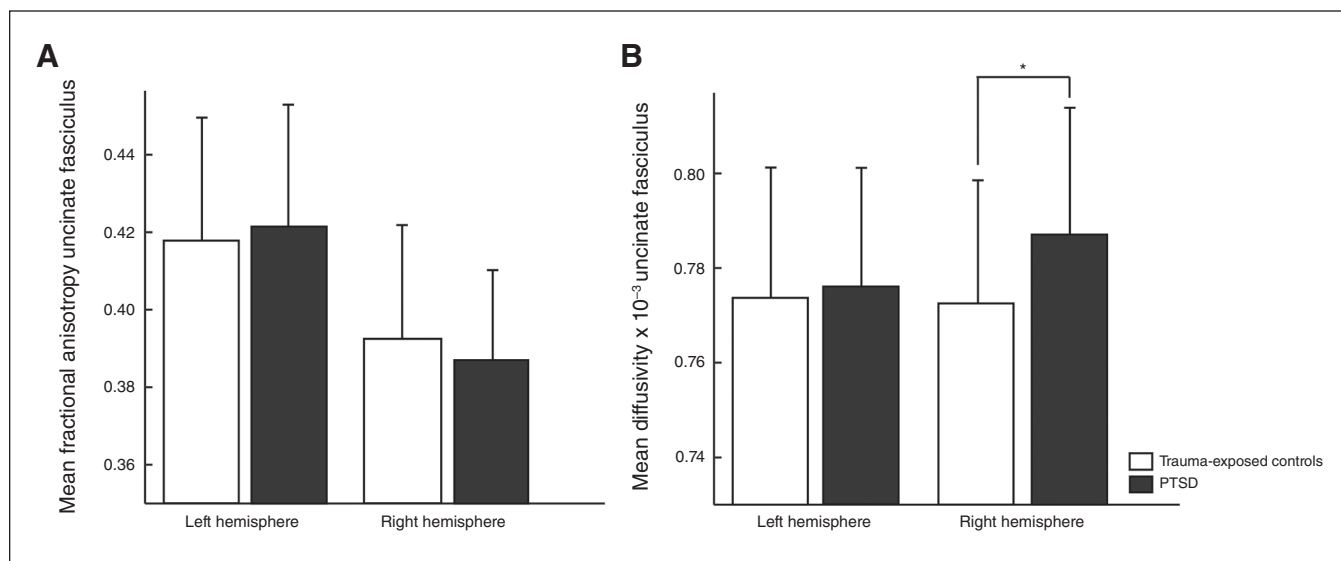 A
Mean fractional anisotropy uncinate fasciculus
0.44
0.42
0.40
0.38
0.36
Left hemisphere
Right hemisphere
B
Mean diffusivity x 10⁻³ uncinate fasciculus
0.80
0.78
0.76
0.74
*
Left hemisphere
Right hemisphere
Trauma-exposed controls
PTSD